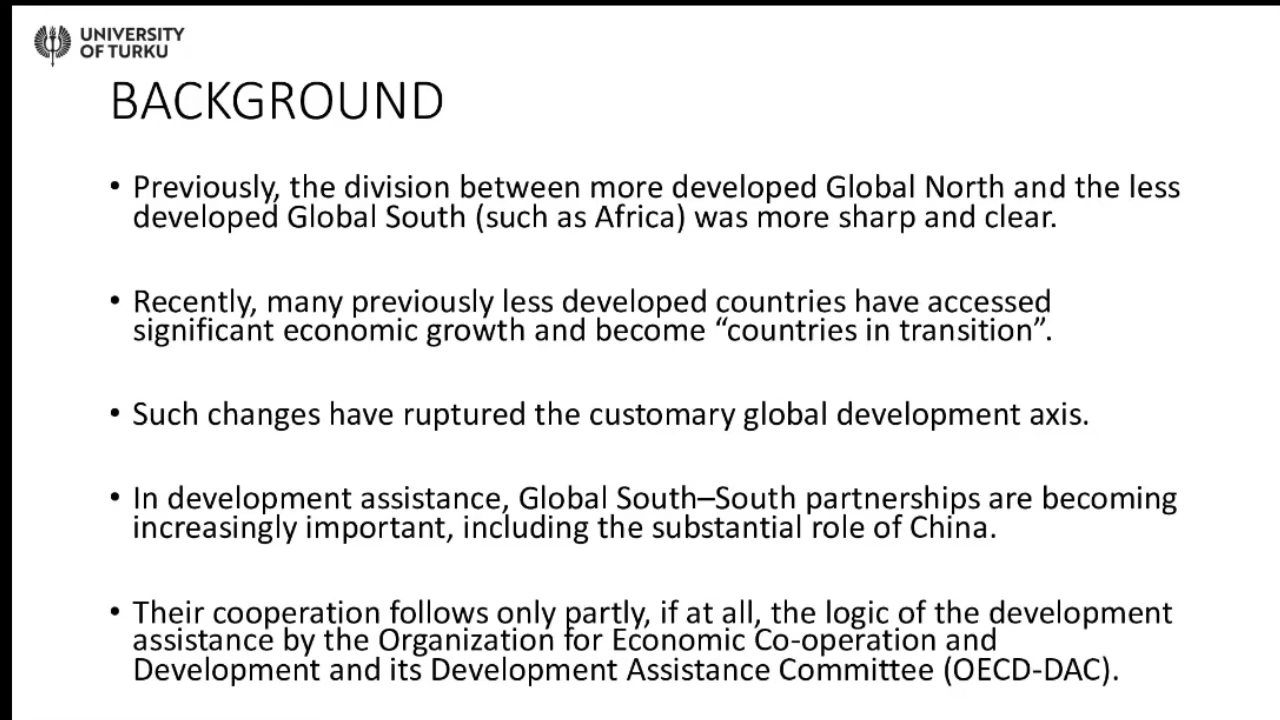 UNIVERSITY
OF TURKU
BACKGROUND
• Previously, the division between more developed Global North and the less
developed Global South (such as Africa) was more sharp and clear.
• Recently, many previously less developed countries have accessed
significant economic growth and become “countries in transition”.
• Such changes have ruptured the customary global development axis.
• In development assistance, Global South–South partnerships are becoming
increasingly important, including the substantial role of China.
• Their cooperation follows only partly, if at all, the logic of the development
assistance by the Organization for Economic Co-operation and
Development and its Development Assistance Committee (OECD-DAC).